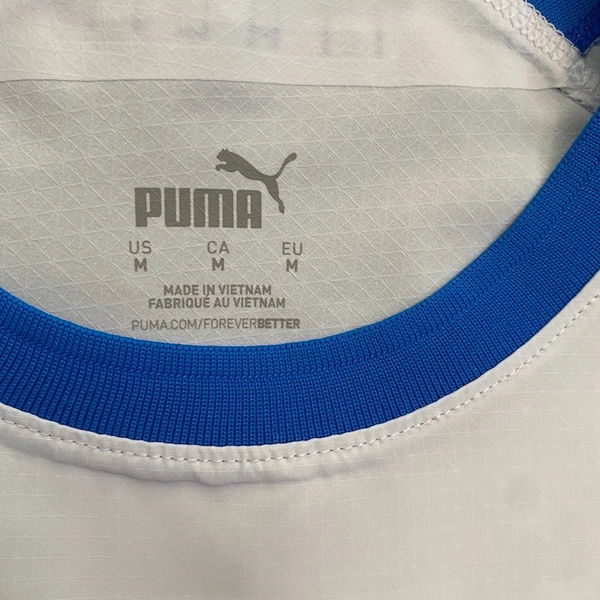 PUMA
US CA EU
M M M
MADE IN VIETNAM
FABRIQUÉ AU VIETNAM
PUMA.COM/FOREVERBETTER